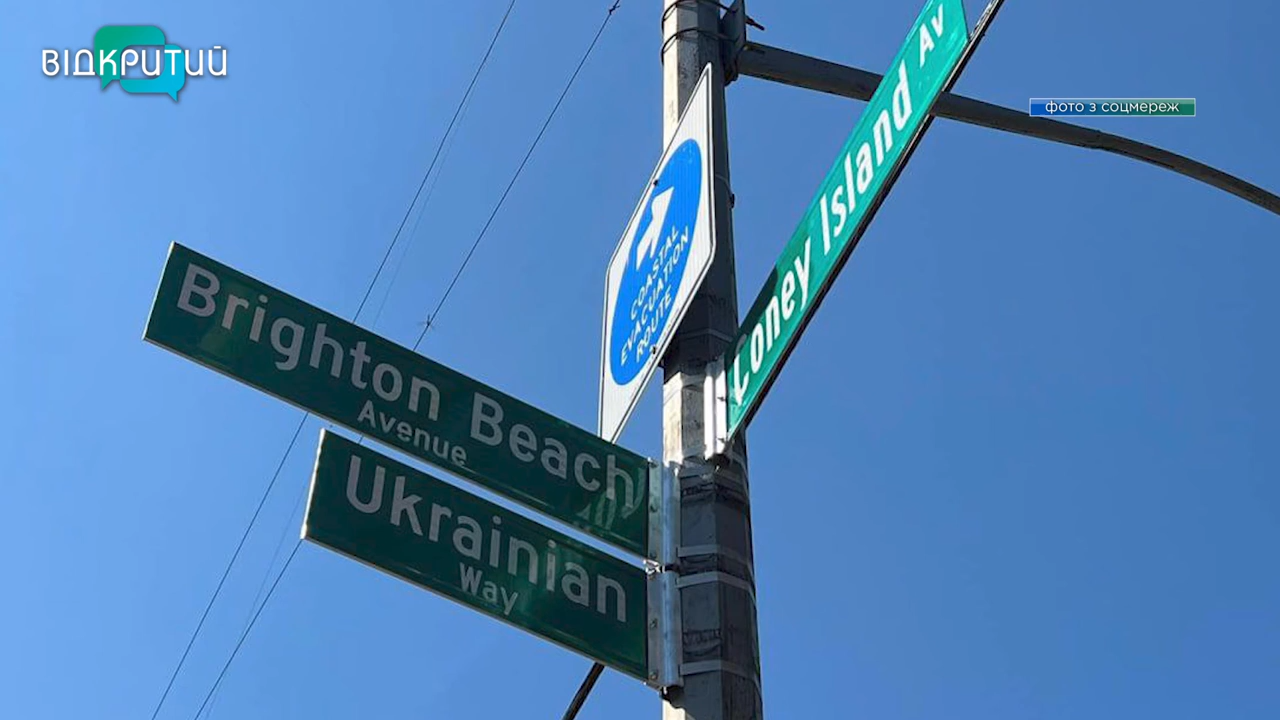 ВІДКРИТИЙ
фото з соцмереж
Coney Island Av
COASTAL
EVACUATION
ROUTE
Brighton Beach
Avenue
Ukrainian
Way